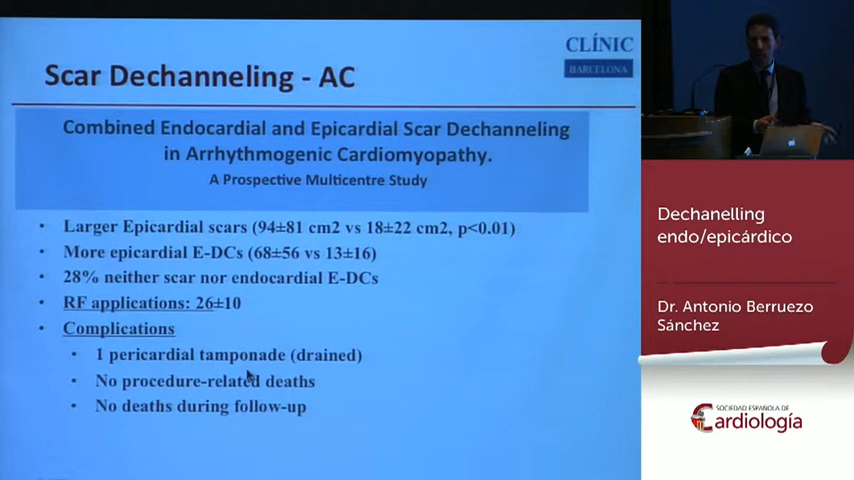 CLÍNIC
BARCELONA
Scar Dechanneling - AC
Combined Endocardial and Epicardial Scar Dechanneling
in Arrhythmogenic Cardiomyopathy.
A Prospective Multicentre Study
• Larger Epicardial scars (94±81 cm2 vs 18±22 cm2, p<0.01)
• More epicardial E-DCs (68±56 vs 13±16)
• 28% neither scar nor endocardial E-DCs
• RF applications: 26±10
• Complications
• 1 pericardial tamponade (drained)
• No procedure-related deaths
• No deaths during follow-up
Dechanelling
endo/epicárdico
Dr. Antonio Berruezo
Sánchez
SOCIEDAD ESPAÑOLA DE
Cardiología